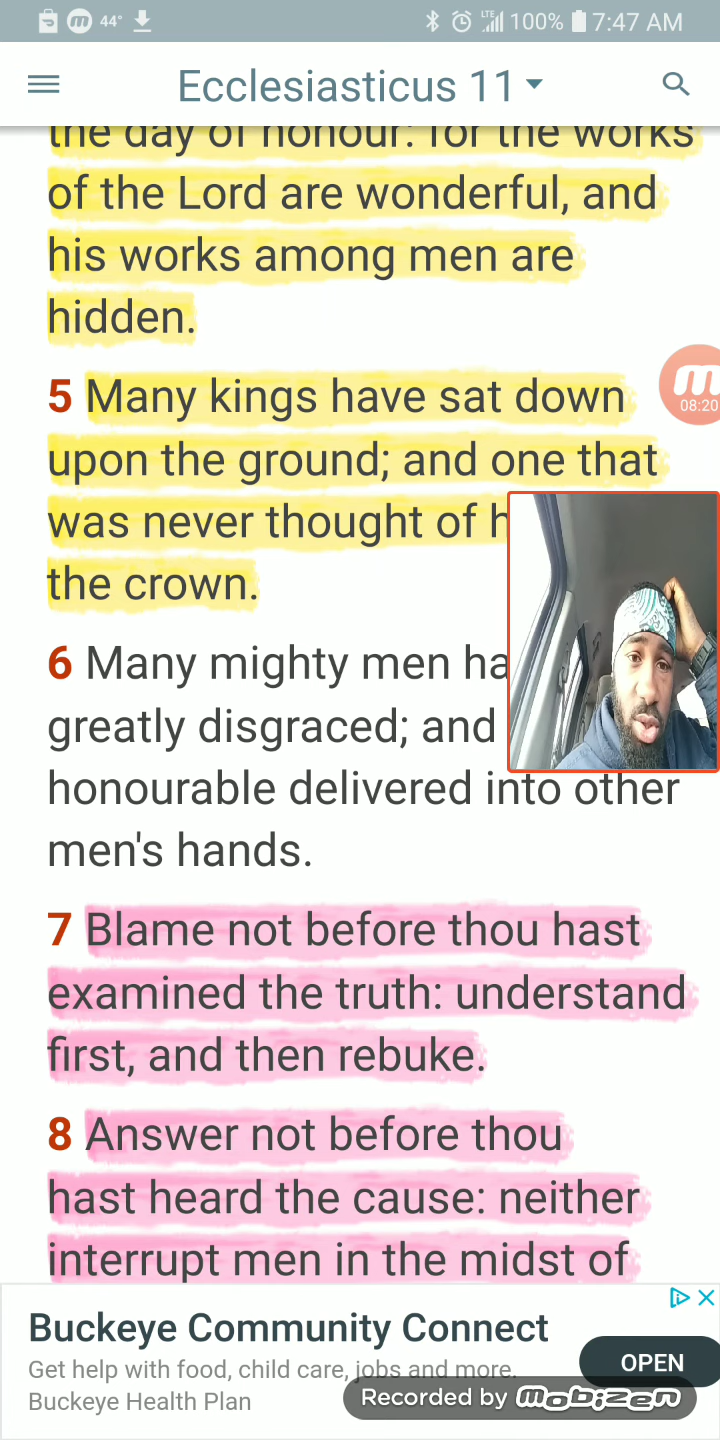 44°
LTE
100%
7:47 AM
Ecclesiasticus 11
the day of honour: for the works
of the Lord are wonderful, and
his works among men are
hidden.
5 Many kings have sat down
upon the ground; and one that
was never thought of h
the crown.
6 Many mighty men ha
greatly disgraced; and
honourable delivered into other
men's hands.
7 Blame not before thou hast
examined the truth: understand
first, and then rebuke.
8 Answer not before thou
hast heard the cause: neither
interrupt men in the midst of
m
08:20
Buckeye Community Connect
Get help with food, child care, jobs and more.
Buckeye Health Plan
OPEN
Recorded by mobizen